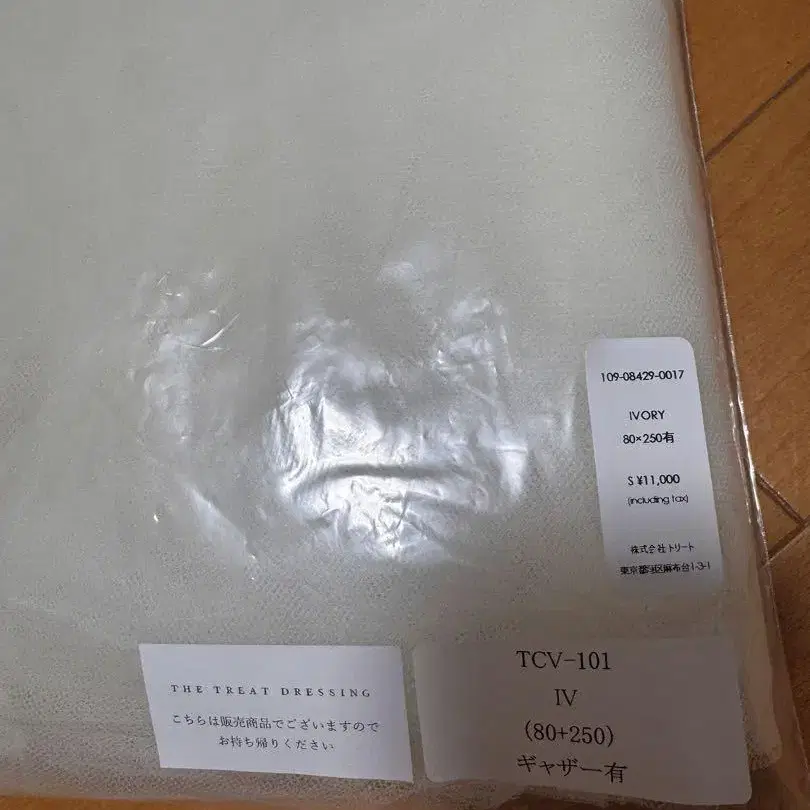 109-08429-0017
IVORY
80×250有
S ¥11,000
(including tax)
株式会社トリート
東京都港区麻布台1-3-1
THE TREAT DRESSING
こちらは販売商品でございますので
お持ち帰りください
TCV-101
IV
(80+250)
ギャザー有